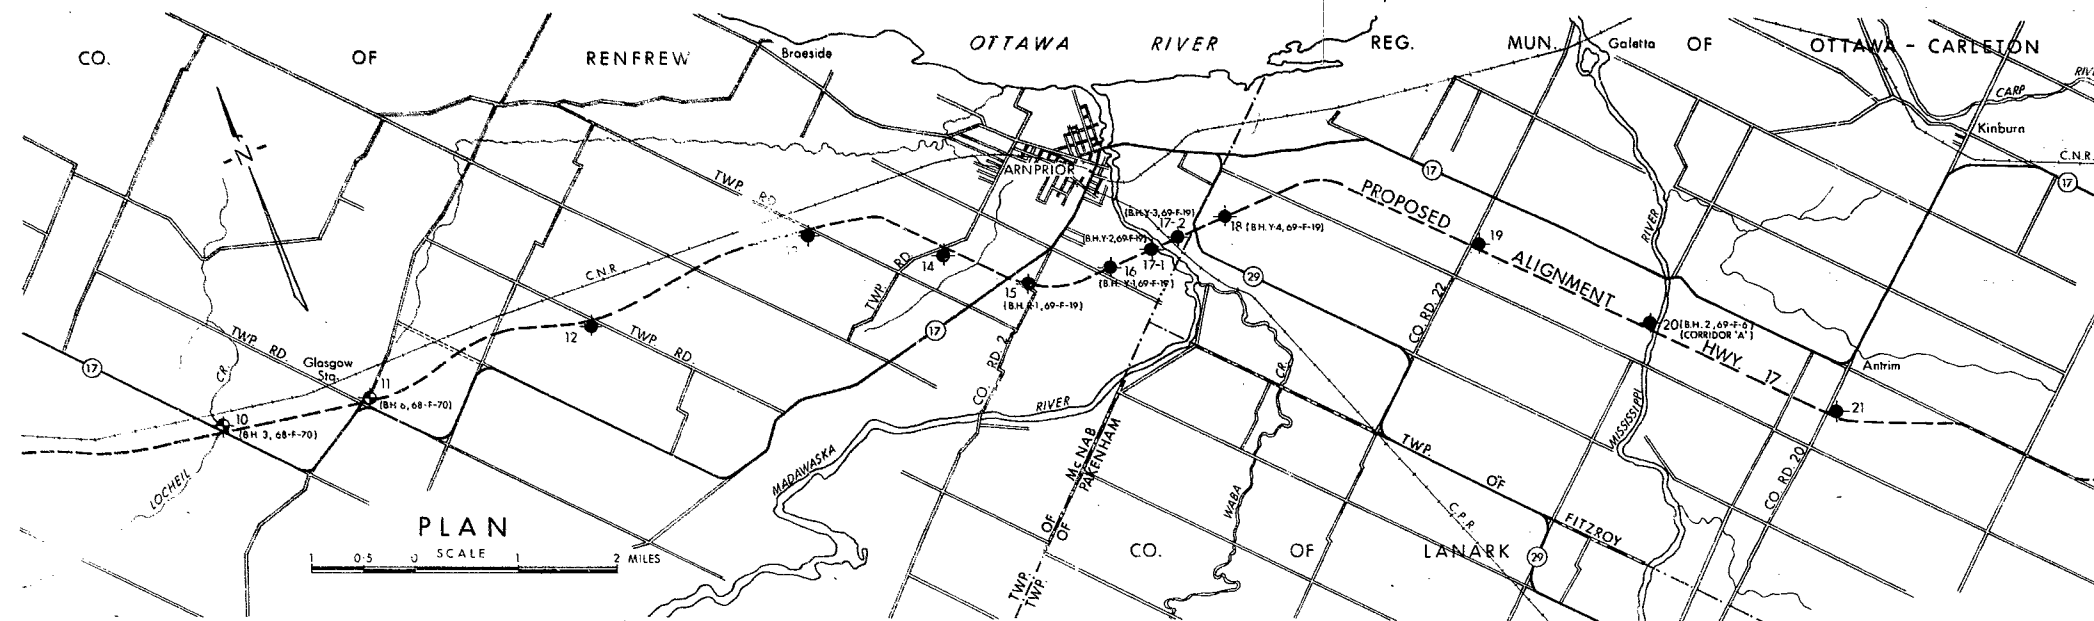 CO. OF RENFREW
OTTAWA RIVER
REG. MUN. OF OTTAWA - CARLETON
Braeside
Galetta
CARP
Kinburn
C.N.R.
17
N
ARNPRIOR
TWP. RD.
17
PROPOSED ALIGNMENT HWY 17
RIVER
(B.H.Y-3, 69-F-19)
17-2
18 (B.H. Y-4, 69-F-19)
(B.H.Y-2, 69-F-19)
17-1
19
14
TWP. RD.
16
(B.H. Y-1, 69-F-19)
15
(B.H. R-1, 69-F-19)
29
C.N.R.
12
TWP. RD.
17
CO. RD. 22
20 (B.H. 2, 69-F-6)
(CORRIDOR 'A')
TWP. RD.
Glasgow
Sta.
17
CR.
11
(B.H. 6, 68-F-70)
10
(B.H. 3, 68-F-70)
CO. RD. 2
RIVER
CR.
Antrim
21
MISSISSIPPI
MADAWASKA
McNAB
PAKENHAM
TWP. OF FITZROY
CO. RD. 20
LOCHEIL
WABA
C.P.R.
PLAN
SCALE
1 0·5 0 1 2 MILES
OF
OF
TWP.
TWP.
CO. OF LANARK
29